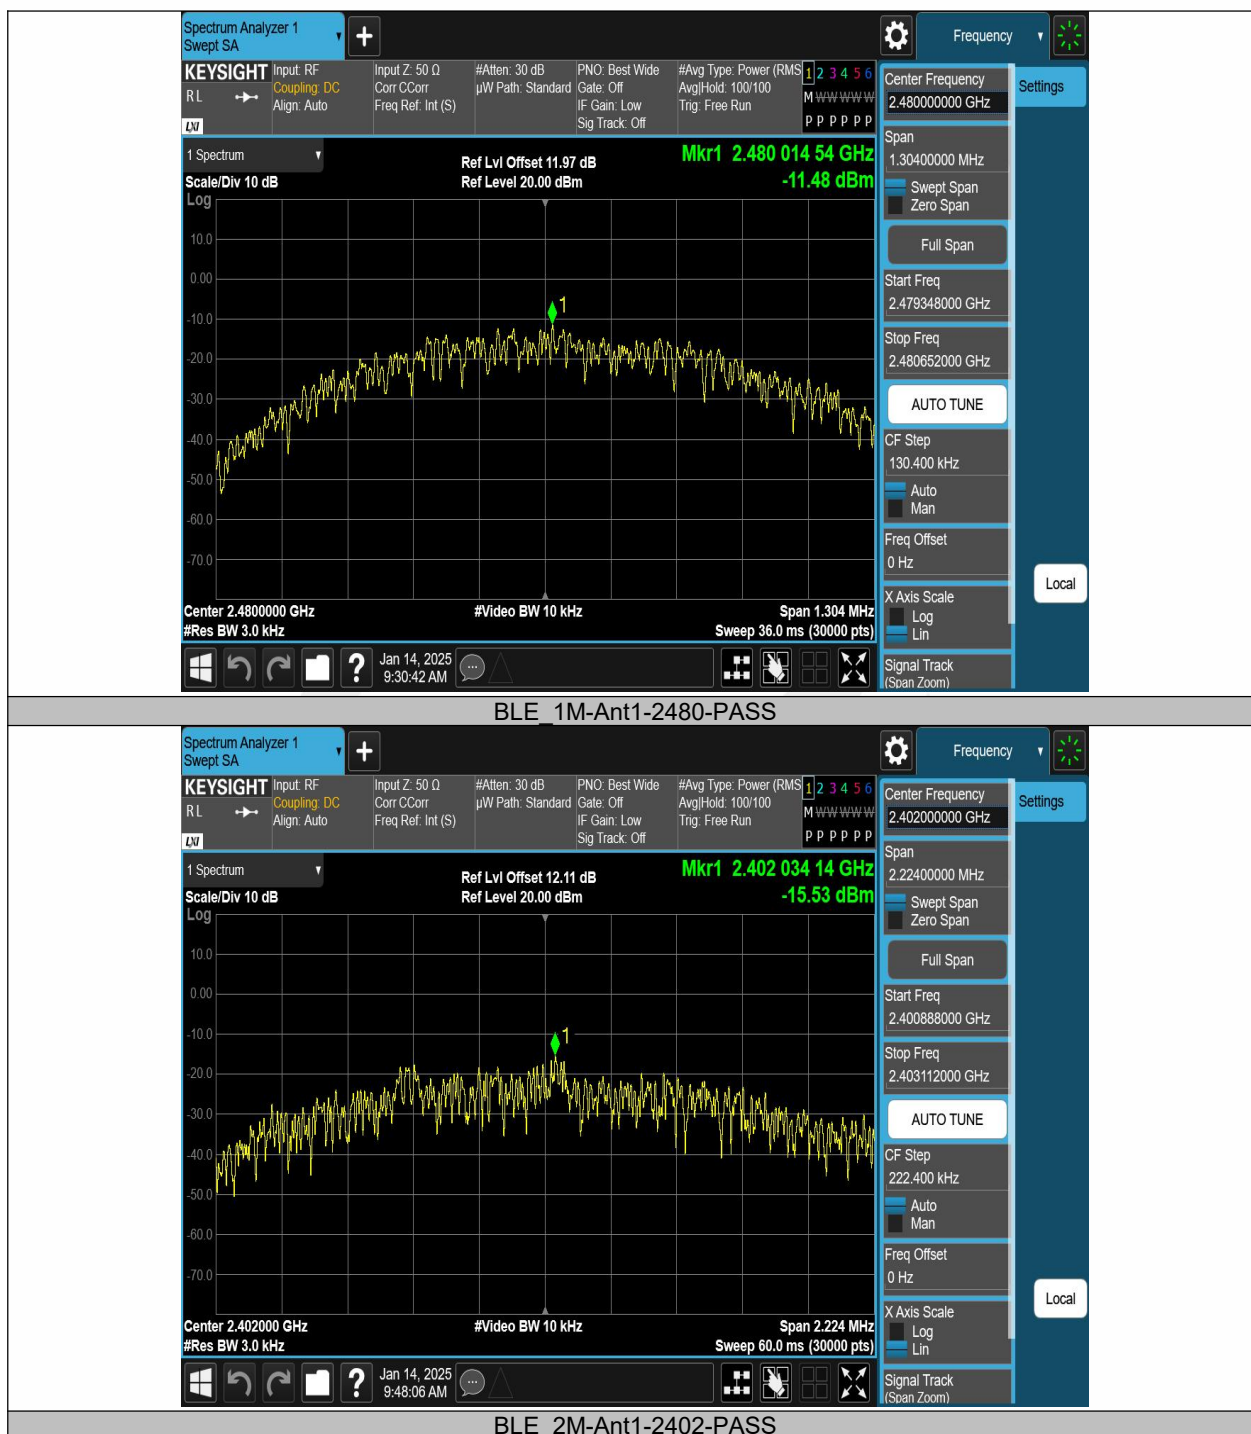 Spectrum Analyzer 1
Swept SA
Frequency
KEYSIGHT
RL
LXI
Input: RF
Coupling: DC
Align: Auto
Input Z: 50 Ω
Corr CCorr
Freq Ref: Int (S)
#Atten: 30 dB
µW Path: Standard
PNO: Best Wide
Gate: Off
IF Gain: Low
Sig Track: Off
#Avg Type: Power (RMS
Avg|Hold: 100/100
Trig: Free Run
1 2 3 4 5 6
M W W W W W
P P P P P P
1 Spectrum
Scale/Div 10 dB
Ref Lvl Offset 11.97 dB
Ref Level 20.00 dBm
Mkr1 2.480 014 54 GHz
-11.48 dBm
Log
10.0
0.00
-10.0
-20.0
-30.0
-40.0
-50.0
-60.0
-70.0
1
Center 2.4800000 GHz
#Video BW 10 kHz
Span 1.304 MHz
#Res BW 3.0 kHz
Sweep 36.0 ms (30000 pts)
?
Jan 14, 2025
9:30:42 AM
Center Frequency
2.480000000 GHz
Settings
Span
1.30400000 MHz
Swept Span
Zero Span
Full Span
Start Freq
2.479348000 GHz
Stop Freq
2.480652000 GHz
AUTO TUNE
CF Step
130.400 kHz
Auto
Man
Freq Offset
0 Hz
Local
X Axis Scale
Log
Lin
Signal Track
(Span Zoom)
BLE_1M-Ant1-2480-PASS
Spectrum Analyzer 1
Swept SA
Frequency
KEYSIGHT
RL
LXI
Input: RF
Coupling: DC
Align: Auto
Input Z: 50 Ω
Corr CCorr
Freq Ref: Int (S)
#Atten: 30 dB
µW Path: Standard
PNO: Best Wide
Gate: Off
IF Gain: Low
Sig Track: Off
#Avg Type: Power (RMS
Avg|Hold: 100/100
Trig: Free Run
1 2 3 4 5 6
M W W W W W
P P P P P P
1 Spectrum
Scale/Div 10 dB
Ref Lvl Offset 12.11 dB
Ref Level 20.00 dBm
Mkr1 2.402 034 14 GHz
-15.53 dBm
Log
10.0
0.00
-10.0
-20.0
-30.0
-40.0
-50.0
-60.0
-70.0
1
Center 2.402000 GHz
#Video BW 10 kHz
Span 2.224 MHz
#Res BW 3.0 kHz
Sweep 60.0 ms (30000 pts)
?
Jan 14, 2025
9:48:06 AM
Center Frequency
2.402000000 GHz
Settings
Span
2.22400000 MHz
Swept Span
Zero Span
Full Span
Start Freq
2.400888000 GHz
Stop Freq
2.403112000 GHz
AUTO TUNE
CF Step
222.400 kHz
Auto
Man
Freq Offset
0 Hz
Local
X Axis Scale
Log
Lin
Signal Track
(Span Zoom)
BLE_2M-Ant1-2402-PASS